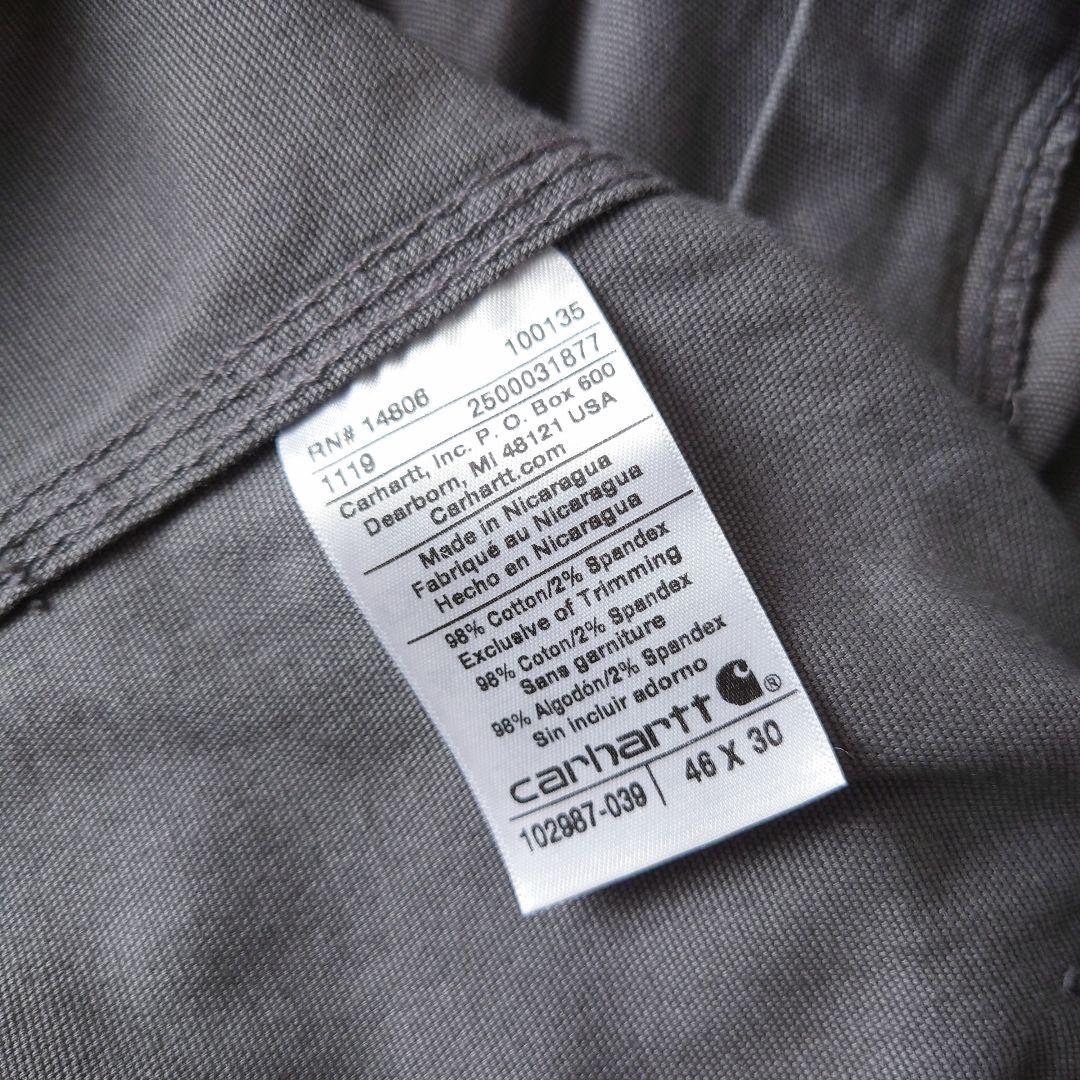 RN# 14806 100135
1119 2500031877
Carhartt, Inc. P. O. Box 600
Dearborn, MI 48121 USA
Carhartt.com
Made in Nicaragua
Fabriqué au Nicaragua
Hecho en Nicaragua
98% Cotton/2% Spandex
Exclusive of Trimming
98% Coton/2% Spandex
Sans garniture
98% Algodón/2% Spandex
Sin incluir adorno
carhartt ®
102987-039 46 X 30